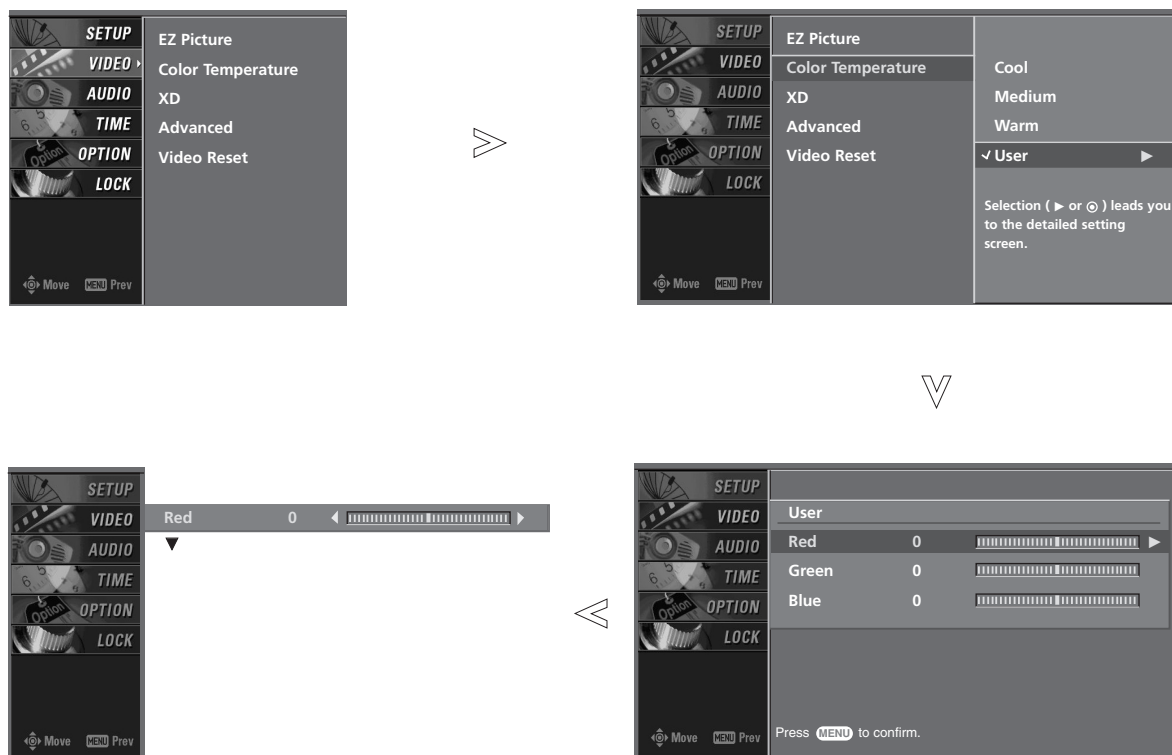 SETUP
VIDEO
AUDIO
TIME
OPTION
LOCK
Move MENU Prev
EZ Picture
Color Temperature
XD
Advanced
Video Reset
SETUP
VIDEO
AUDIO
TIME
OPTION
LOCK
Move MENU Prev
EZ Picture
Color Temperature
XD
Advanced
Video Reset
Cool
Medium
Warm
✓ User ►
Selection ( ► or ◉ ) leads you
to the detailed setting
screen.
SETUP
VIDEO
AUDIO
TIME
OPTION
LOCK
Move MENU Prev
Red 0
▼
SETUP
VIDEO
AUDIO
TIME
OPTION
LOCK
Move MENU Prev
User
Red 0
Green 0
Blue 0
Press MENU to confirm.